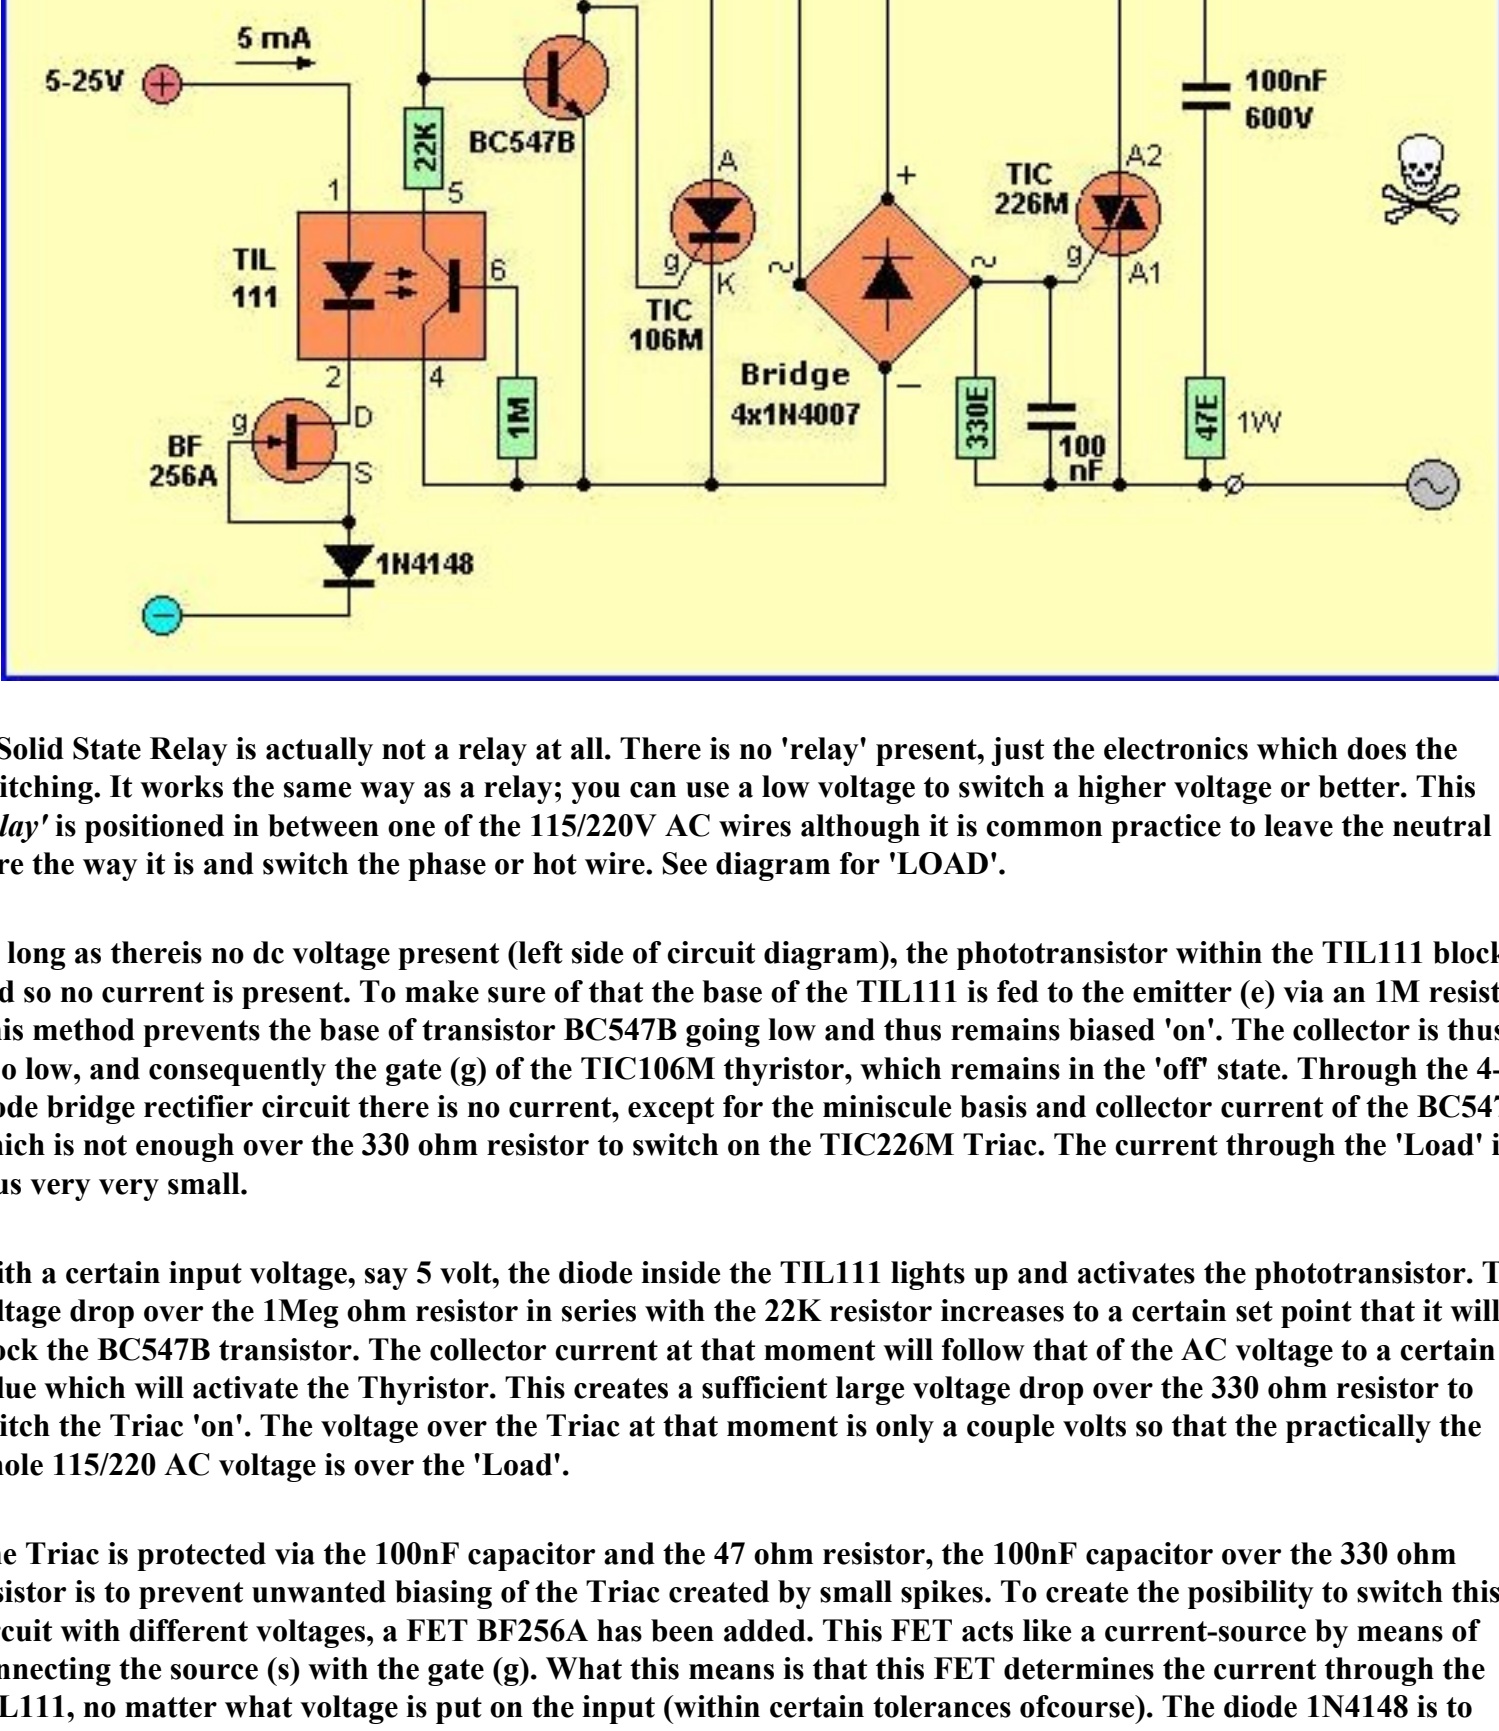 5 mA
5-25V
+
22K
BC547B
100nF
600V
1
5
A
+
TIC
226M
A2
TIL
111
6
g
K
~
~
g
A1
TIC
106M
2
4
Bridge
4x1N4007
–
g
D
BF
256A
S
1M
330E
100
nF
47E
1W
1N4148
–
Solid State Relay is actually not a relay at all. There is no 'relay' present, just the electronics which does the
itching. It works the same way as a relay; you can use a low voltage to switch a higher voltage or better. This
lay' is positioned in between one of the 115/220V AC wires although it is common practice to leave the neutral
re the way it is and switch the phase or hot wire. See diagram for 'LOAD'.
long as thereis no dc voltage present (left side of circuit diagram), the phototransistor within the TIL111 block
d so no current is present. To make sure of that the base of the TIL111 is fed to the emitter (e) via an 1M resist
is method prevents the base of transistor BC547B going low and thus remains biased 'on'. The collector is thus
o low, and consequently the gate (g) of the TIC106M thyristor, which remains in the 'off' state. Through the 4-
ode bridge rectifier circuit there is no current, except for the miniscule basis and collector current of the BC547
hich is not enough over the 330 ohm resistor to switch on the TIC226M Triac. The current through the 'Load' i
us very very small.
ith a certain input voltage, say 5 volt, the diode inside the TIL111 lights up and activates the phototransistor. T
ltage drop over the 1Meg ohm resistor in series with the 22K resistor increases to a certain set point that it will
ock the BC547B transistor. The collector current at that moment will follow that of the AC voltage to a certain
lue which will activate the Thyristor. This creates a sufficient large voltage drop over the 330 ohm resistor to
itch the Triac 'on'. The voltage over the Triac at that moment is only a couple volts so that the practically the
hole 115/220 AC voltage is over the 'Load'.
he Triac is protected via the 100nF capacitor and the 47 ohm resistor, the 100nF capacitor over the 330 ohm
sistor is to prevent unwanted biasing of the Triac created by small spikes. To create the posibility to switch this
rcuit with different voltages, a FET BF256A has been added. This FET acts like a current-source by means of
nnecting the source (s) with the gate (g). What this means is that this FET determines the current through the
L111, no matter what voltage is put on the input (within certain tolerances ofcourse). The diode 1N4148 is to